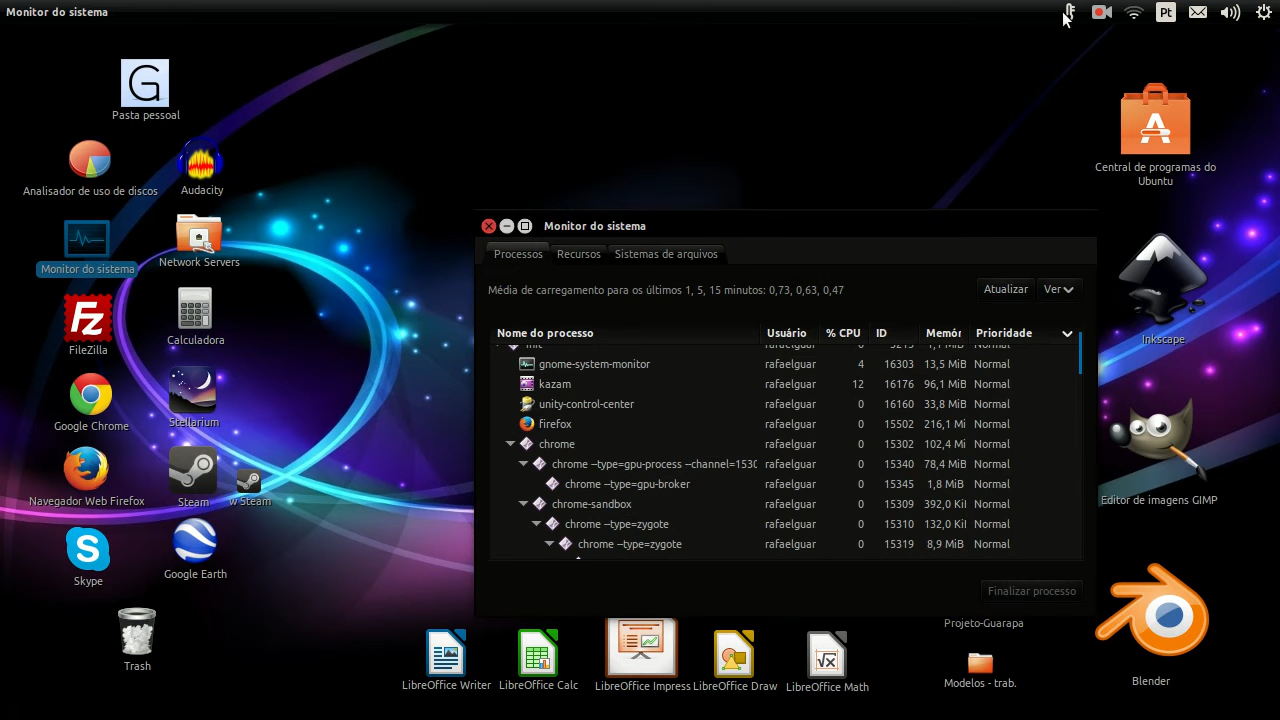 Monitor do sistema
Pt
Pasta pessoal
Analisador de uso de discos
Audacity
Monitor do sistema
Network Servers
FileZilla
Calculadora
Google Chrome
Stellarium
Navegador Web Firefox
Steam
w Steam
Skype
Google Earth
Trash
Monitor do sistema
Processos
Recursos
Sistemas de arquivos
Média de carregamento para os últimos 1, 5, 15 minutos: 0,73, 0,63, 0,47
Atualizar
Ver
Nome do processo Usuário % CPU ID Memór Prioridade
gnome-system-monitor rafaelguar 4 16303 13,5 MiB Normal
kazam rafaelguar 12 16176 96,1 MiB Normal
unity-control-center rafaelguar 0 16160 33,8 MiB Normal
firefox rafaelguar 0 15502 216,1 Mi Normal
chrome rafaelguar 0 15302 102,4 Mi Normal
chrome --type=gpu-process --channel=1530 rafaelguar 0 15340 78,4 MiB Normal
chrome --type=gpu-broker rafaelguar 0 15345 1,8 MiB Normal
chrome-sandbox rafaelguar 0 15309 392,0 Kil Normal
chrome --type=zygote rafaelguar 0 15310 132,0 Kil Normal
chrome --type=zygote rafaelguar 0 15319 8,9 MiB Normal
Finalizar processo
LibreOffice Writer
LibreOffice Calc
LibreOffice Impress
LibreOffice Draw
LibreOffice Math
Projeto-Guarapa
Modelos - trab.
Central de programas do
Ubuntu
Inkscape
Editor de imagens GIMP
Blender